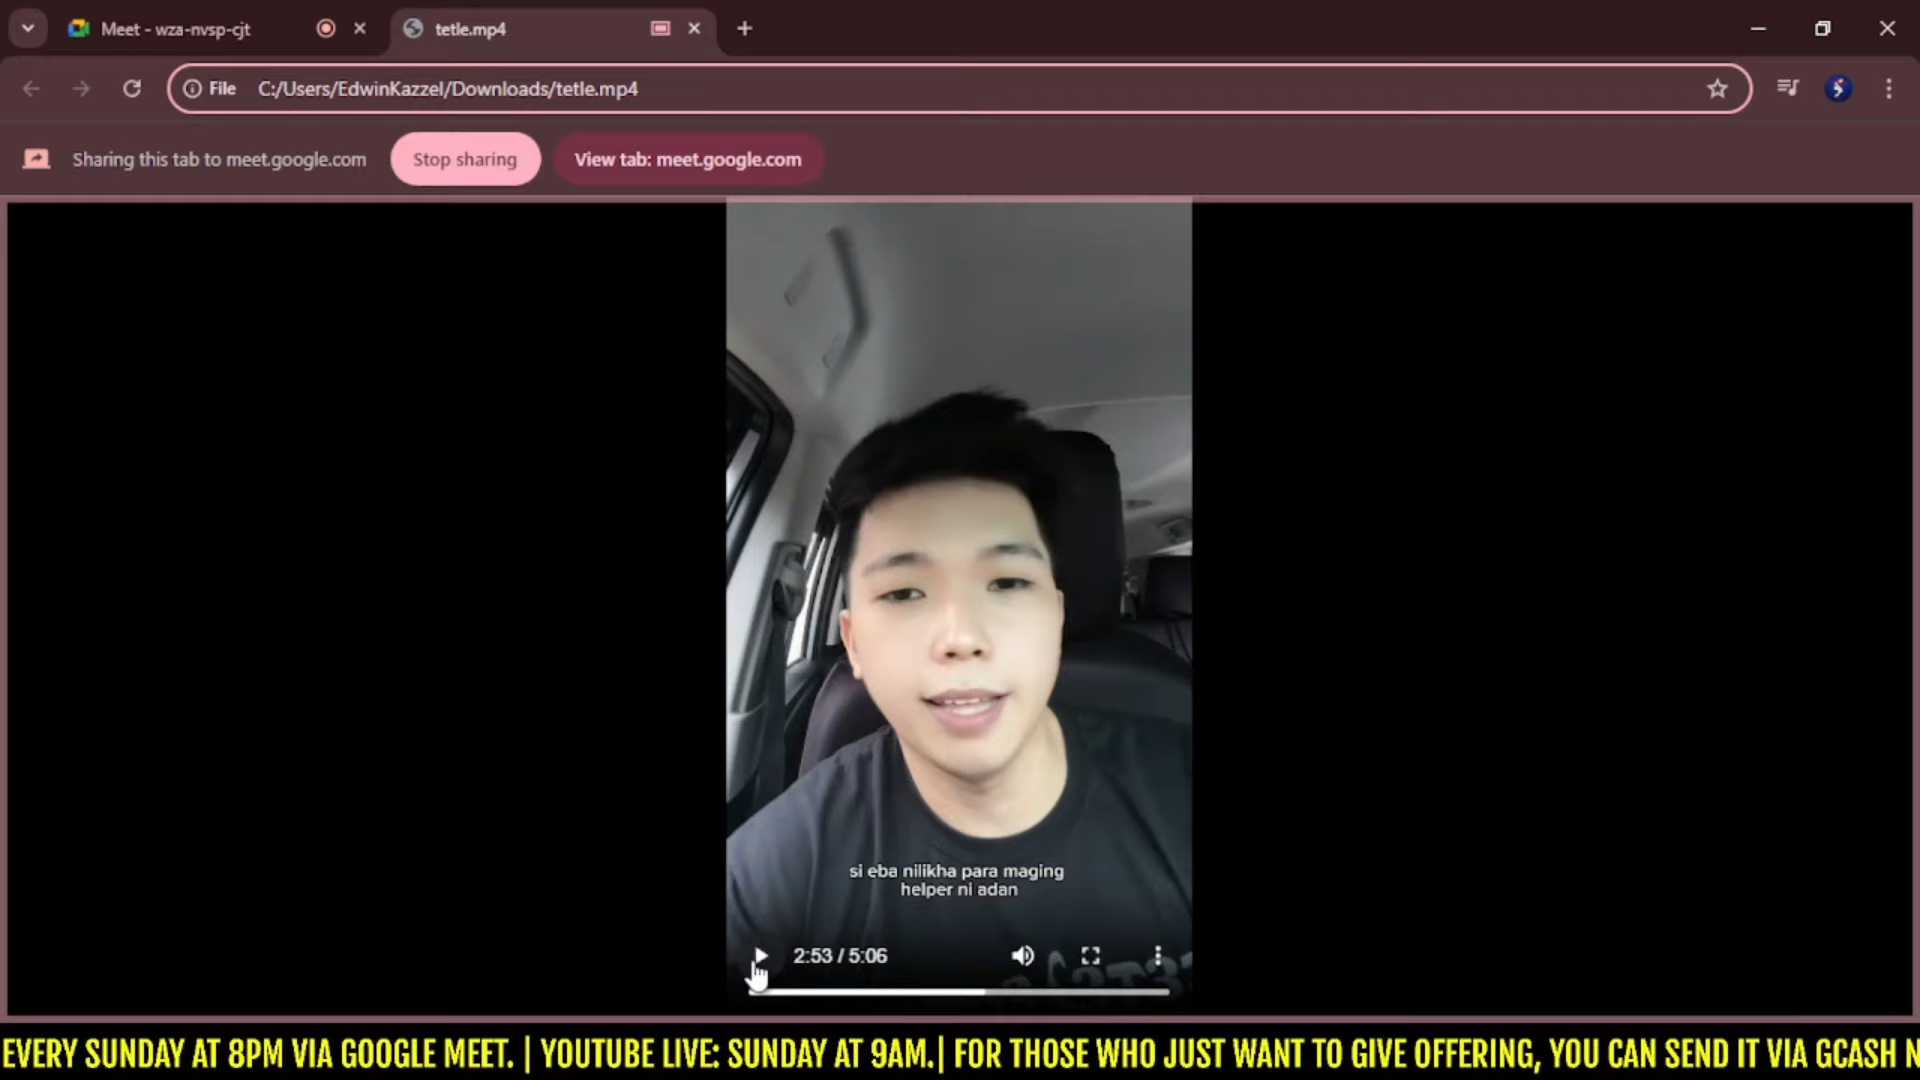 Meet - wza-nvsp-cjt
tetle.mp4
File C:/Users/EdwinKazzel/Downloads/tetle.mp4
Sharing this tab to meet.google.com
Stop sharing
View tab: meet.google.com
si eba nilikha para maging
helper ni adan
2:53 / 5:06
EVERY SUNDAY AT 8PM VIA GOOGLE MEET. | YOUTUBE LIVE: SUNDAY AT 9AM.| FOR THOSE WHO JUST WANT TO GIVE OFFERING, YOU CAN SEND IT VIA GCASH N